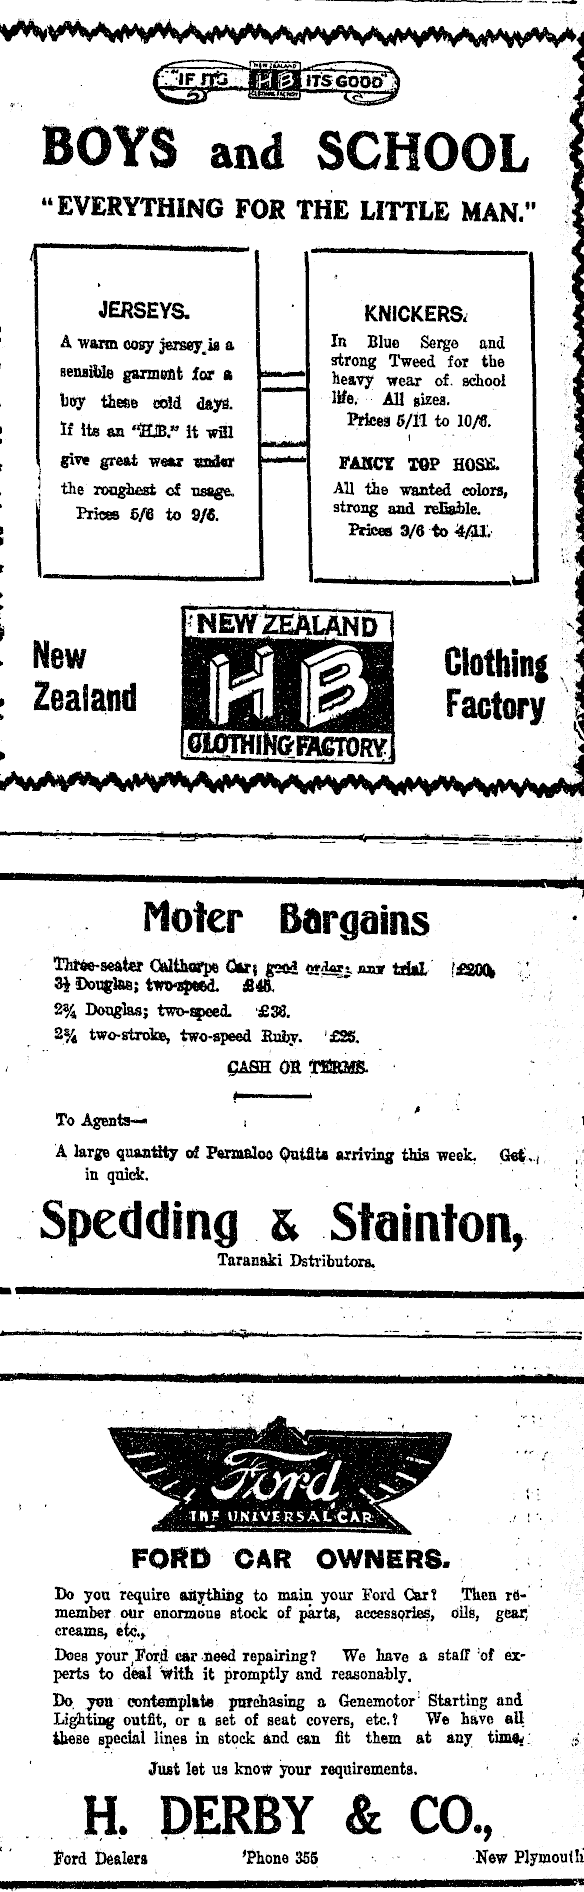 "IF ITS NEW ZEALAND HB CLOTHING FACTORY ITS GOOD"
BOYS and SCHOOL
"EVERYTHING FOR THE LITTLE MAN."
JERSEYS.
A warm cosy jersey is a
sensible garment for a
boy these cold days.
If its an "H.B." it will
give great wear under
the roughest of usage.
Prices 5/6 to 9/6.
KNICKERS.
In Blue Serge and
strong Tweed for the
heavy wear of school
life. All sizes.
Prices 5/11 to 10/6.
FANCY TOP HOSE.
All the wanted colors,
strong and reliable.
Prices 3/6 to 4/11.
New
Zealand
NEW ZEALAND
HB
CLOTHING FACTORY
Clothing
Factory
Moter Bargains
Three-seater Calthorpe Car; good order; any trial. £200,
3½ Douglas; two-speed. £45.
2¾ Douglas; two-speed. £36.
2¾ two-stroke, two-speed Ruby. £25.
CASH OR TERMS.
To Agents—
A large quantity of Permaloc Outfits arriving this week. Get
in quick.
Spedding & Stainton,
Taranaki Dstributors.
Ford
THE UNIVERSAL CAR
FORD CAR OWNERS.
Do you require anything to main your Ford Car? Then re-
member our enormous stock of parts, accessories, oils, gear
creams, etc.,
Does your Ford car need repairing? We have a staff of ex-
perts to deal with it promptly and reasonably.
Do you contemplate purchasing a Genemotor Starting and
Lighting outfit, or a set of seat covers, etc.? We have all
these special lines in stock and can fit them at any time.
Just let us know your requirements.
H. DERBY & CO.,
Ford Dealers 'Phone 355 New Plymouth